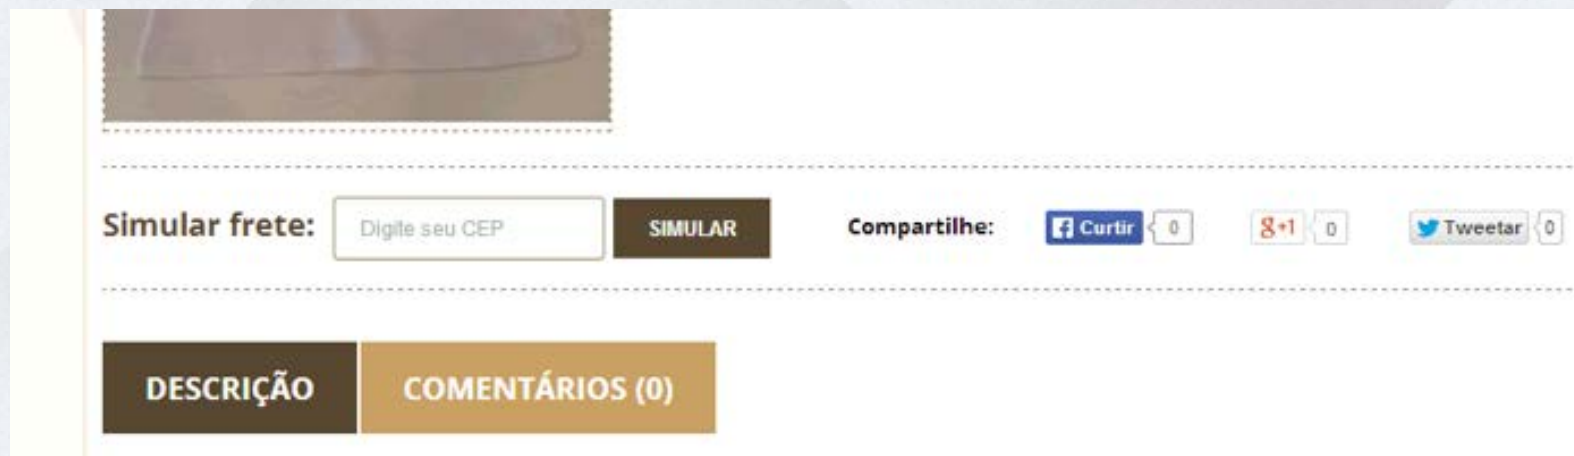 Simular frete: Digite seu CEP SIMULAR Compartilhe: Curtir 0 g+1 0 Tweetar 0
DESCRIÇÃO COMENTÁRIOS (0)